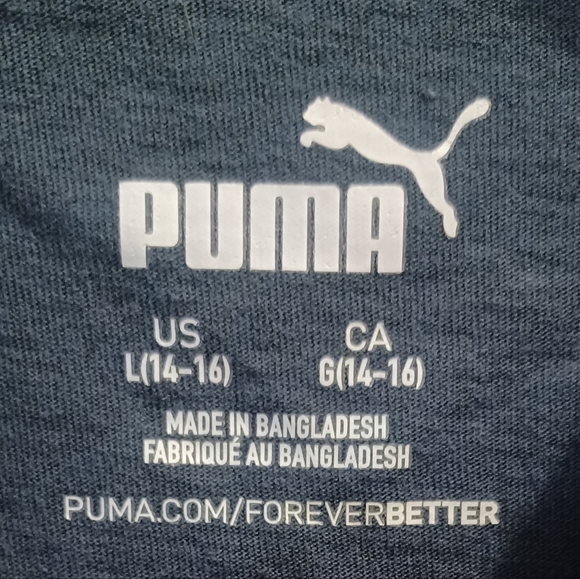 PUMA
US CA
L(14-16) G(14-16)
MADE IN BANGLADESH
FABRIQUÉ AU BANGLADESH
PUMA.COM/FOREVERBETTER